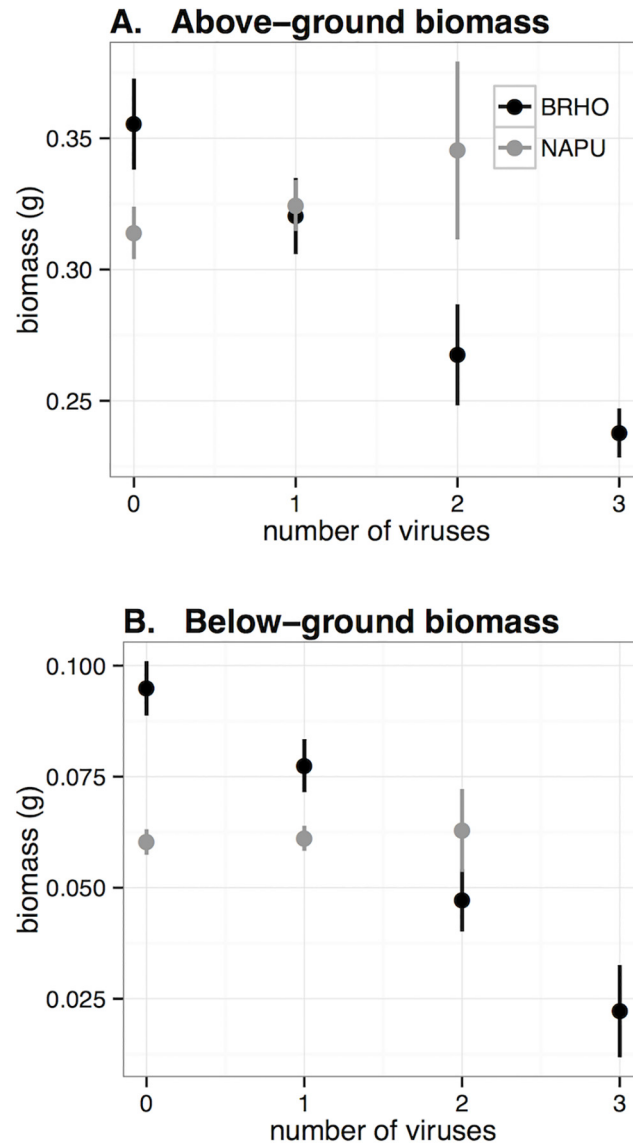 A. Above–ground biomass
BRHO
NAPU
0.35
0.30
0.25
biomass (g)
0 1 2 3
number of viruses
B. Below–ground biomass
0.100
0.075
0.050
0.025
biomass (g)
0 1 2 3
number of viruses